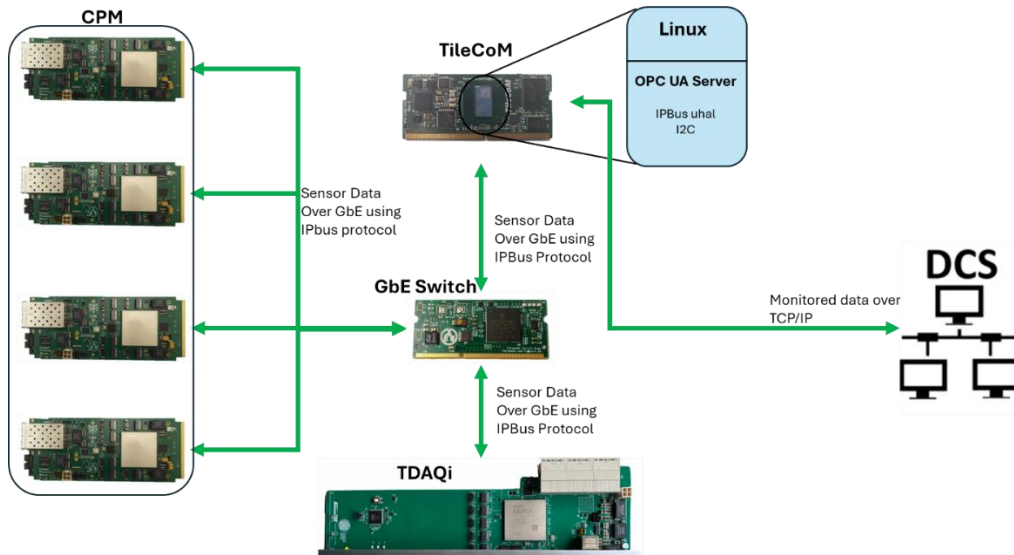 CPM
TileCoM
Linux
OPC UA Server
IPBus uhal
I2C
Sensor Data
Over GbE using
IPbus protocol
Sensor Data
Over GbE using
IPBus Protocol
GbE Switch
DCS
Monitored data over
TCP/IP
Sensor Data
Over GbE using
IPBus Protocol
TDAQi